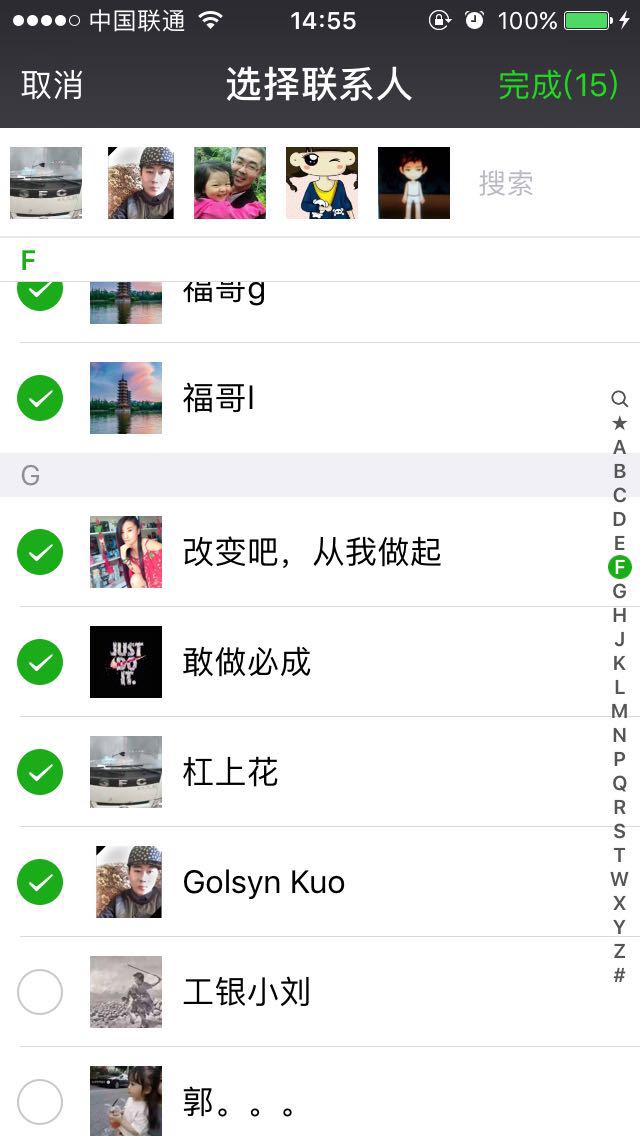 中国联通 14:55 100%
取消 选择联系人 完成(15)
搜索
F
福哥g
福哥l
G
改变吧，从我做起
JUST
DO
IT.
敢做必成
GFC
杠上花
Golsyn Kuo
工银小刘
郭。。。
A
B
C
D
E
F
G
H
J
K
L
M
N
P
Q
R
S
T
W
X
Y
Z
#